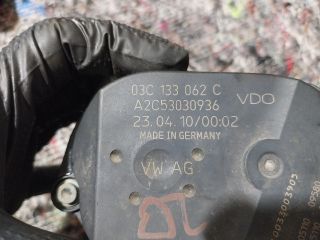 03C 133 062 C
A2C53030936 VDO
23.04.10/00:02
MADE IN GERMANY
VW AG